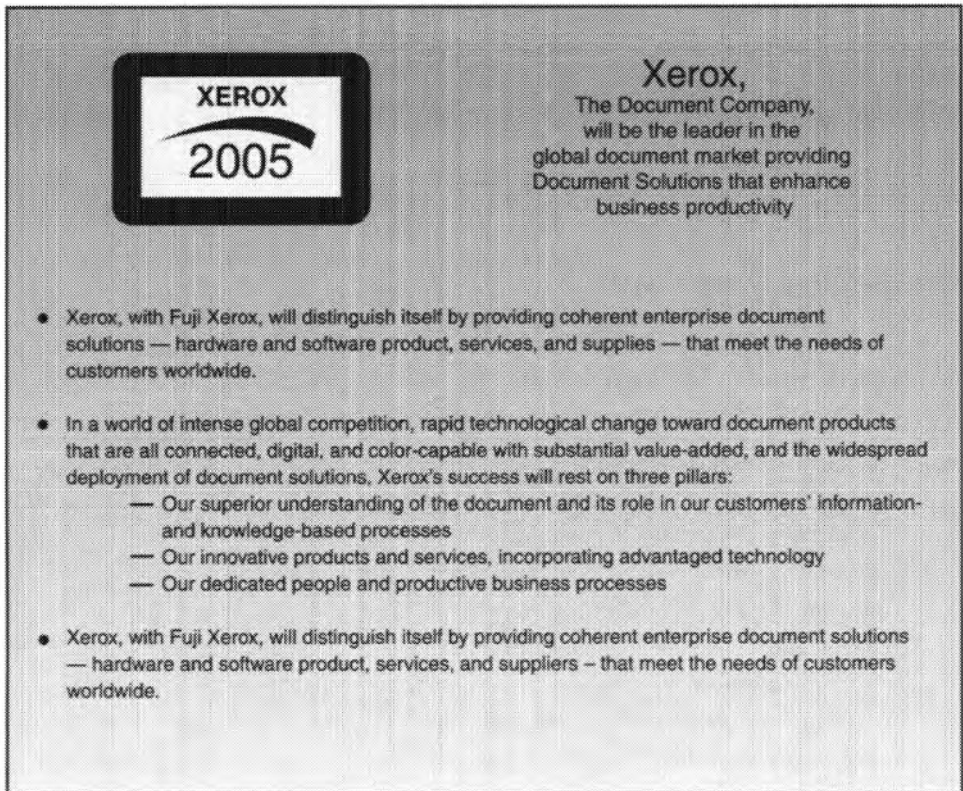 XEROX
2005
Xerox,
The Document Company,
will be the leader in the
global document market providing
Document Solutions that enhance
business productivity
● Xerox, with Fuji Xerox, will distinguish itself by providing coherent enterprise document
solutions — hardware and software product, services, and supplies — that meet the needs of
customers worldwide.
● In a world of intense global competition, rapid technological change toward document products
that are all connected, digital, and color-capable with substantial value-added, and the widespread
deployment of document solutions, Xerox's success will rest on three pillars:
— Our superior understanding of the document and its role in our customers' information-
and knowledge-based processes
— Our innovative products and services, incorporating advantaged technology
— Our dedicated people and productive business processes
● Xerox, with Fuji Xerox, will distinguish itself by providing coherent enterprise document solutions
— hardware and software product, services, and suppliers – that meet the needs of customers
worldwide.